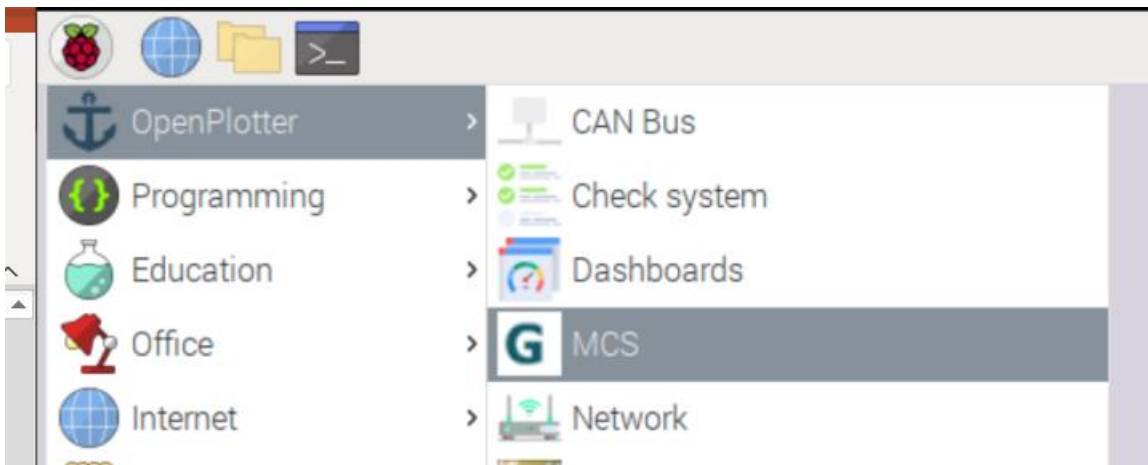 OpenPlotter
CAN Bus
Programming
Check system
Education
Dashboards
Office
G MCS
Internet
Network